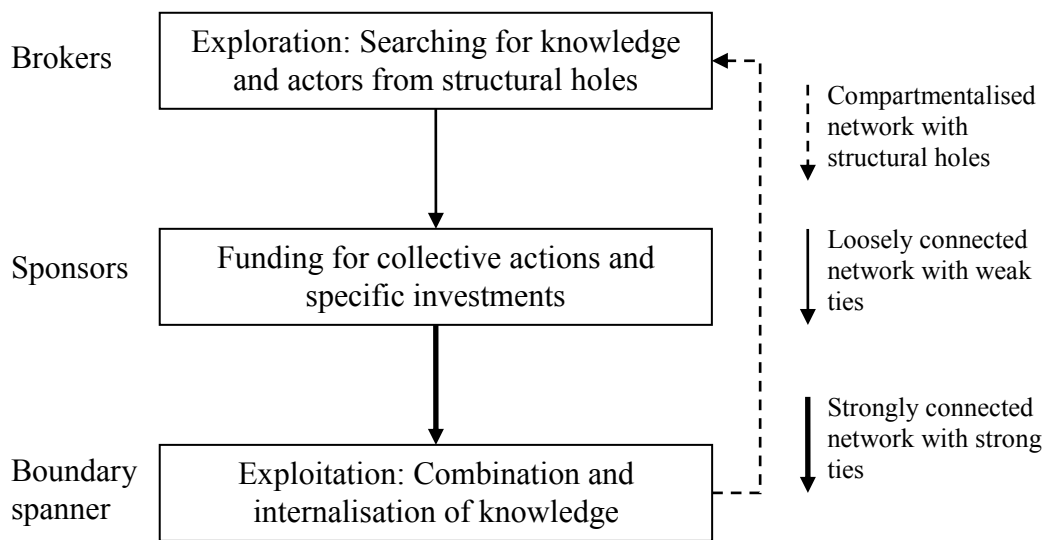 Brokers
Exploration: Searching for knowledge
and actors from structural holes
Compartmentalised
network with
structural holes
Sponsors
Funding for collective actions and
specific investments
Loosely connected
network with weak
ties
Boundary
spanner
Exploitation: Combination and
internalisation of knowledge
Strongly connected
network with strong
ties